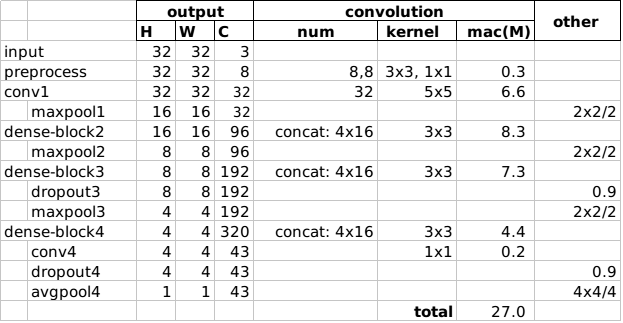 output convolution other
H W C num kernel mac(M)
input 32 32 3
preprocess 32 32 8 8,8 3x3, 1x1 0.3
conv1 32 32 32 32 5x5 6.6
maxpool1 16 16 32 2x2/2
dense-block2 16 16 96 concat: 4x16 3x3 8.3
maxpool2 8 8 96 2x2/2
dense-block3 8 8 192 concat: 4x16 3x3 7.3
dropout3 8 8 192 0.9
maxpool3 4 4 192 2x2/2
dense-block4 4 4 320 concat: 4x16 3x3 4.4
conv4 4 4 43 1x1 0.2
dropout4 4 4 43 0.9
avgpool4 1 1 43 4x4/4
total 27.0